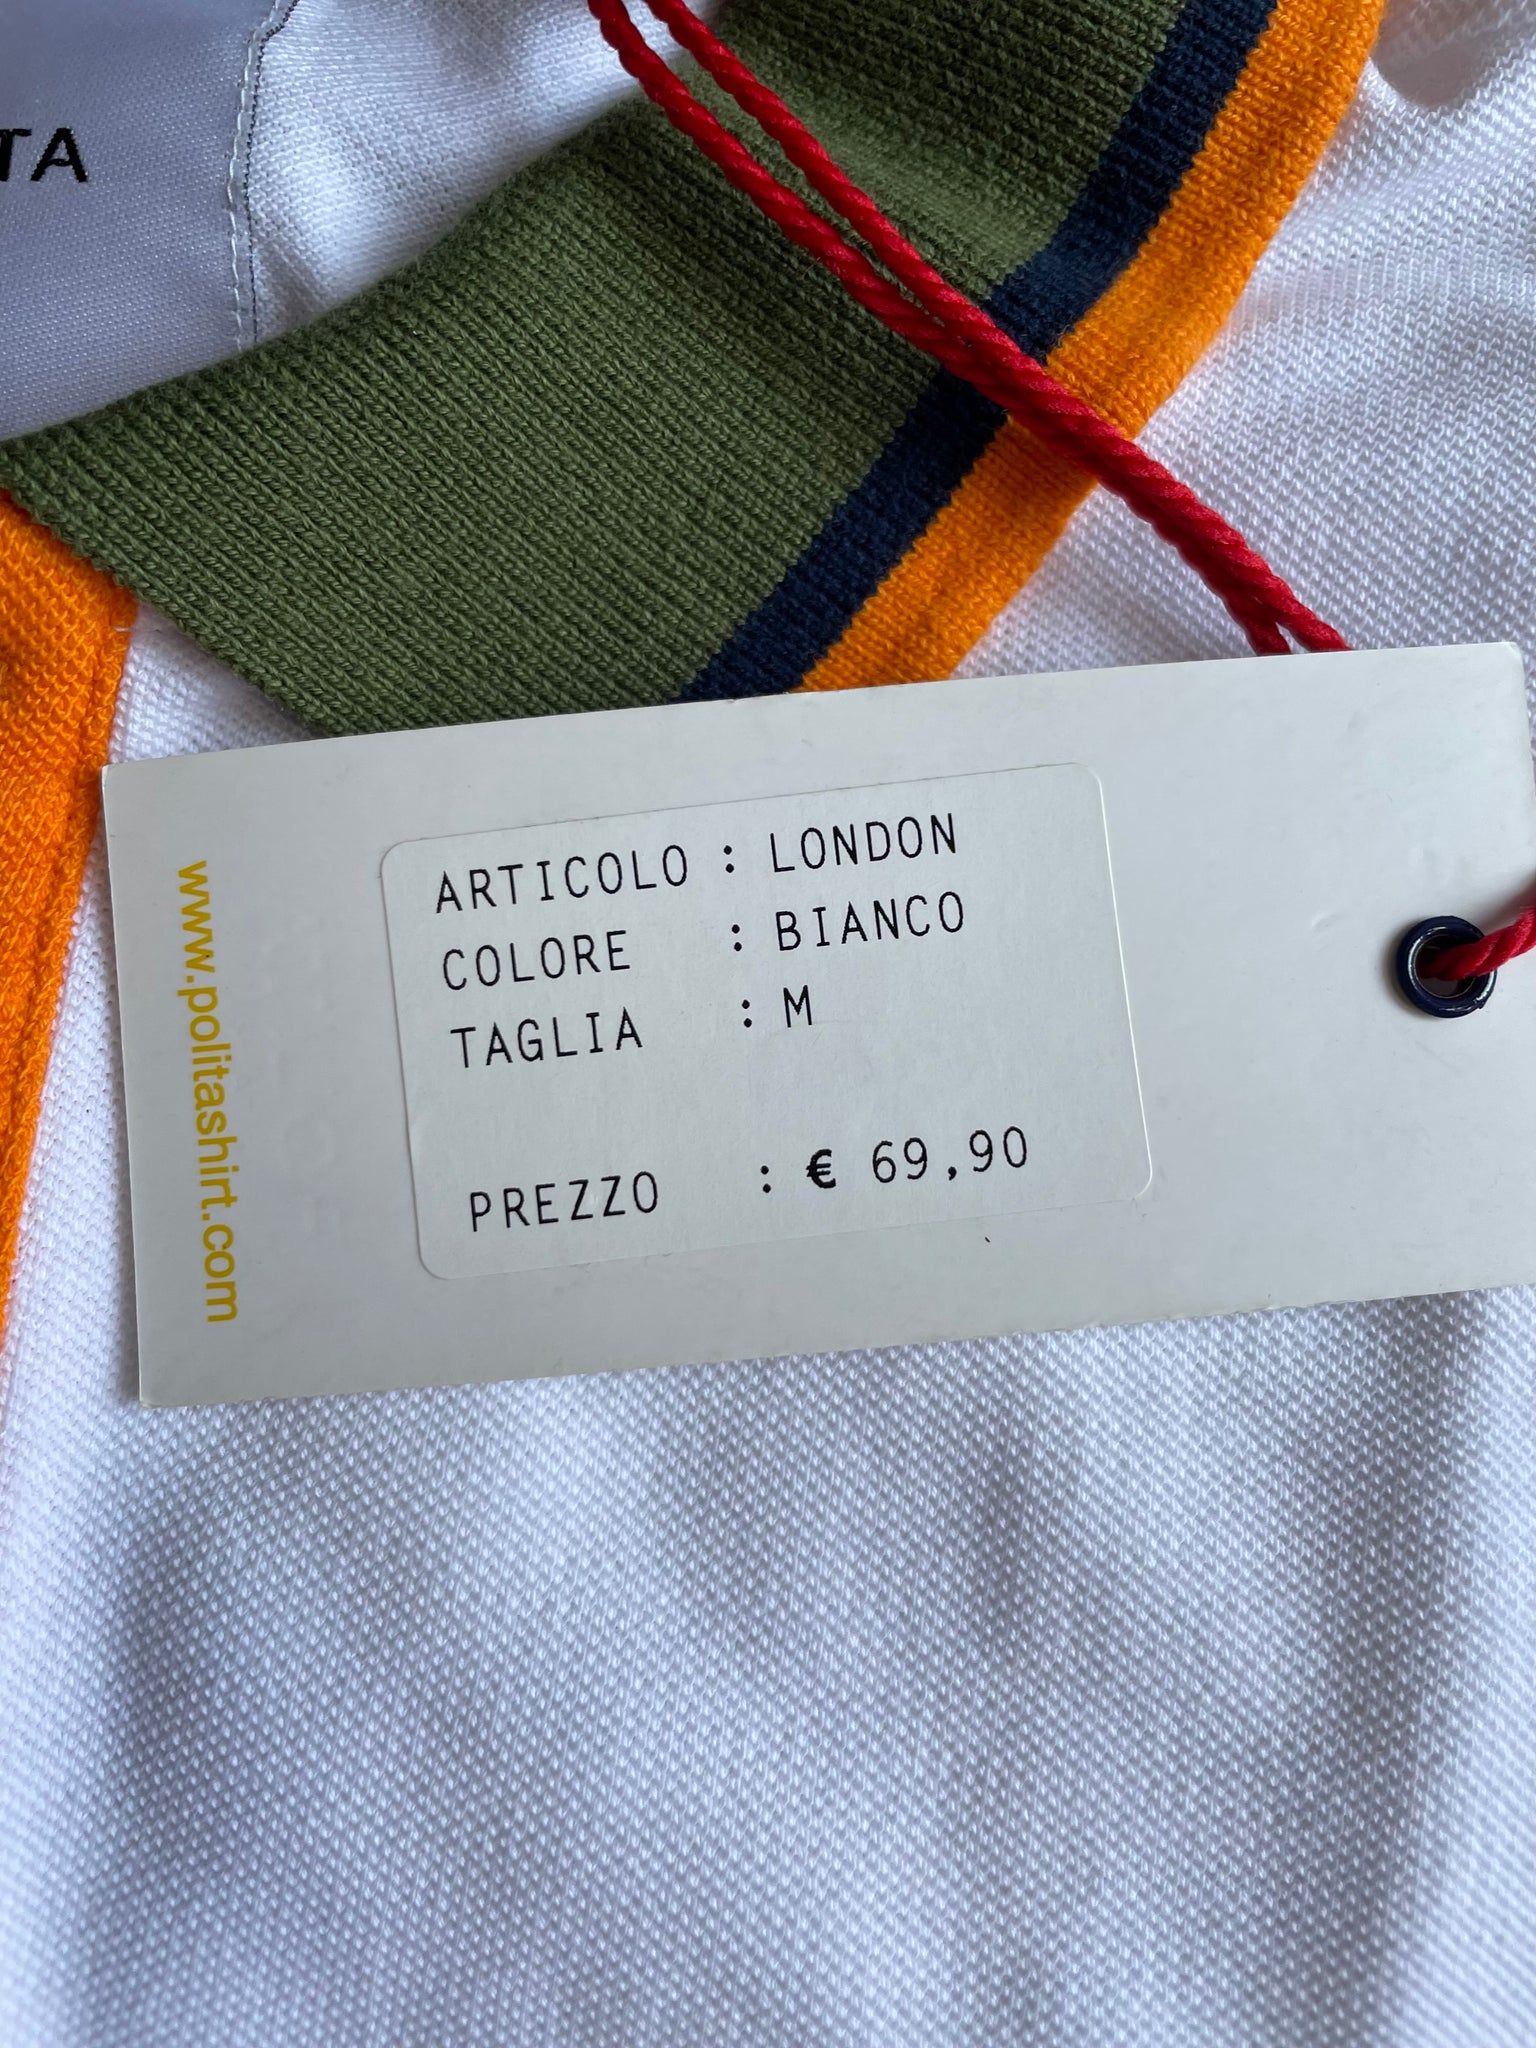 TA
www.politashirt.com
ARTICOLO : LONDON
COLORE : BIANCO
TAGLIA : M
PREZZO : € 69,90